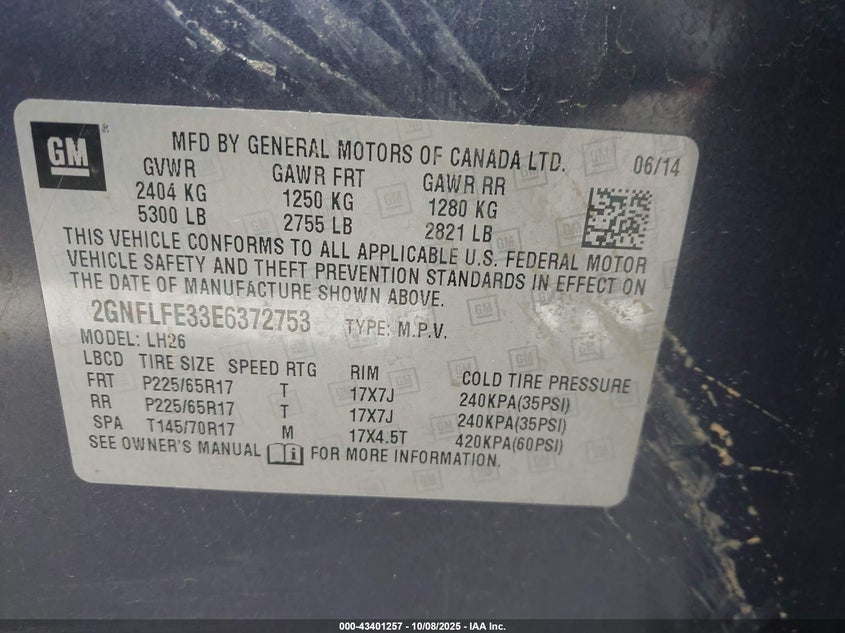 GM®
MFD BY GENERAL MOTORS OF CANADA LTD. 06/14
GVWR GAWR FRT GAWR RR
2404 KG 1250 KG 1280 KG
5300 LB 2755 LB 2821 LB
THIS VEHICLE CONFORMS TO ALL APPLICABLE U.S. FEDERAL MOTOR
VEHICLE SAFETY AND THEFT PREVENTION STANDARDS IN EFFECT ON
THE DATE OF MANUFACTURE SHOWN ABOVE.
2GNFLFE33E6372753 TYPE: M.P.V.
MODEL: LH26
LBCD TIRE SIZE SPEED RTG RIM COLD TIRE PRESSURE
FRT P225/65R17 T 17X7J 240KPA(35PSI)
RR P225/65R17 T 17X7J 240KPA(35PSI)
SPA T145/70R17 M 17X4.5T 420KPA(60PSI)
SEE OWNER'S MANUAL FOR MORE INFORMATION.
000-43401257 - 10/08/2025 - IAA Inc.